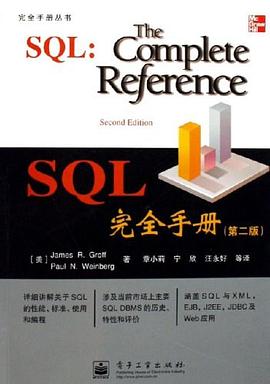 完全手册丛书
SQL: The
Complete
Reference
Second Edition
SQL
完全手册(第二版)
[美] James R. Groff
Paul N. Weinberg 著 章小莉 宁欣 汪永好 等译
详细讲解关于SQL
的性能、标准、使用
和编程
涉及当前市场上主要
SQL DBMS的历史、
特性和评价
涵盖SQL与XML,
EJB, J2EE, JDBC及
Web应用
电子工业出版社